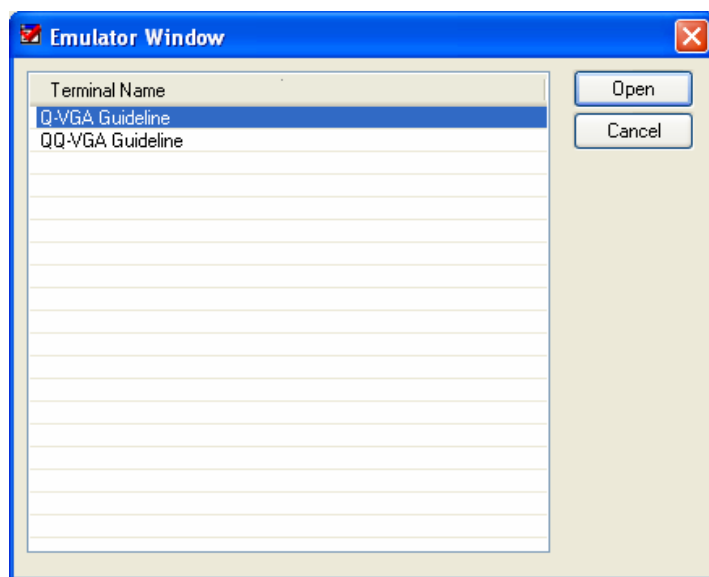 Emulator Window
Terminal Name
Open
Q-VGA Guideline
Cancel
QQ-VGA Guideline